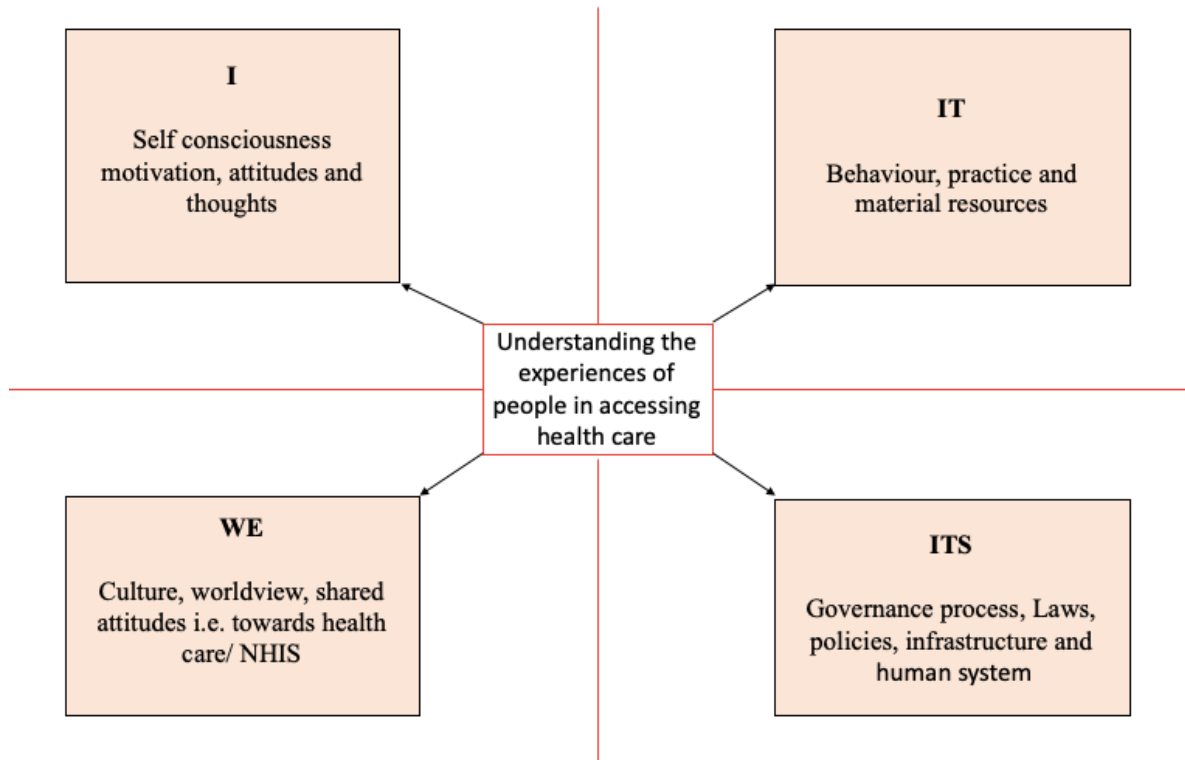 I
Self consciousness
motivation, attitudes and
thoughts
IT
Behaviour, practice and
material resources
Understanding the
experiences of
people in accessing
health care
WE
Culture, worldview, shared
attitudes i.e. towards health
care/ NHIS
ITS
Governance process, Laws,
policies, infrastructure and
human system